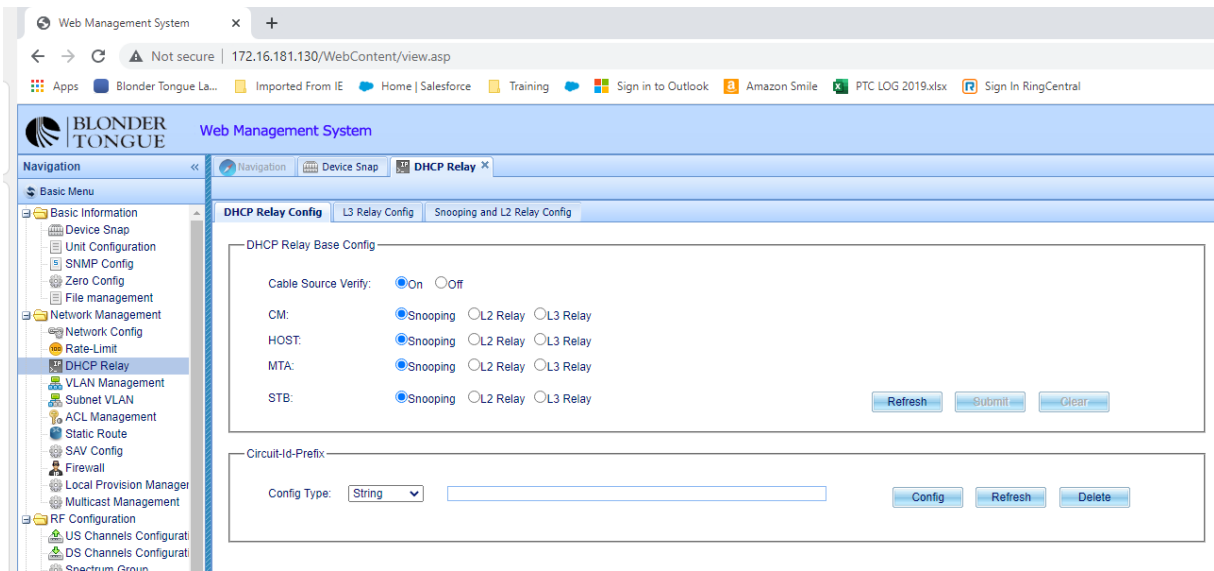 Web Management System
Not secure | 172.16.181.130/WebContent/view.asp
Apps Blonder Tongue La... Imported From IE Home | Salesforce Training Sign in to Outlook Amazon Smile PTC LOG 2019.xlsx Sign In RingCentral
BLONDER
TONGUE
Web Management System
Navigation « Navigation Device Snap DHCP Relay
Basic Menu
Basic Information
Device Snap
Unit Configuration
SNMP Config
Zero Config
File management
Network Management
Network Config
Rate-Limit
DHCP Relay
VLAN Management
Subnet VLAN
ACL Management
Static Route
SAV Config
Firewall
Local Provision Manager
Multicast Management
RF Configuration
US Channels Configurati
DS Channels Configurati
Spectrum Group
DHCP Relay Config L3 Relay Config Snooping and L2 Relay Config
DHCP Relay Base Config
Cable Source Verify: On Off
CM: Snooping L2 Relay L3 Relay
HOST: Snooping L2 Relay L3 Relay
MTA: Snooping L2 Relay L3 Relay
STB: Snooping L2 Relay L3 Relay
Refresh Submit Clear
Circuit-Id-Prefix
Config Type: String Config Refresh Delete